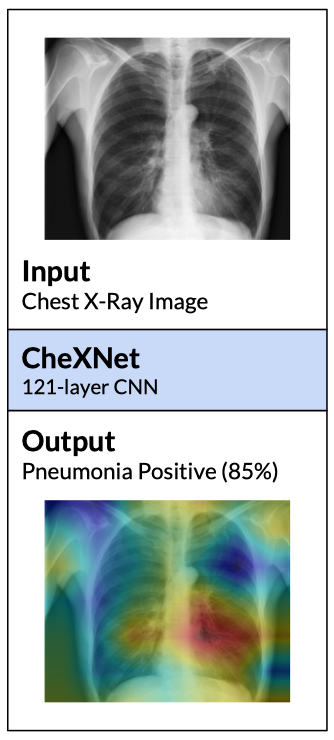 Input
Chest X-Ray Image
CheXNet
121-layer CNN
Output
Pneumonia Positive (85%)